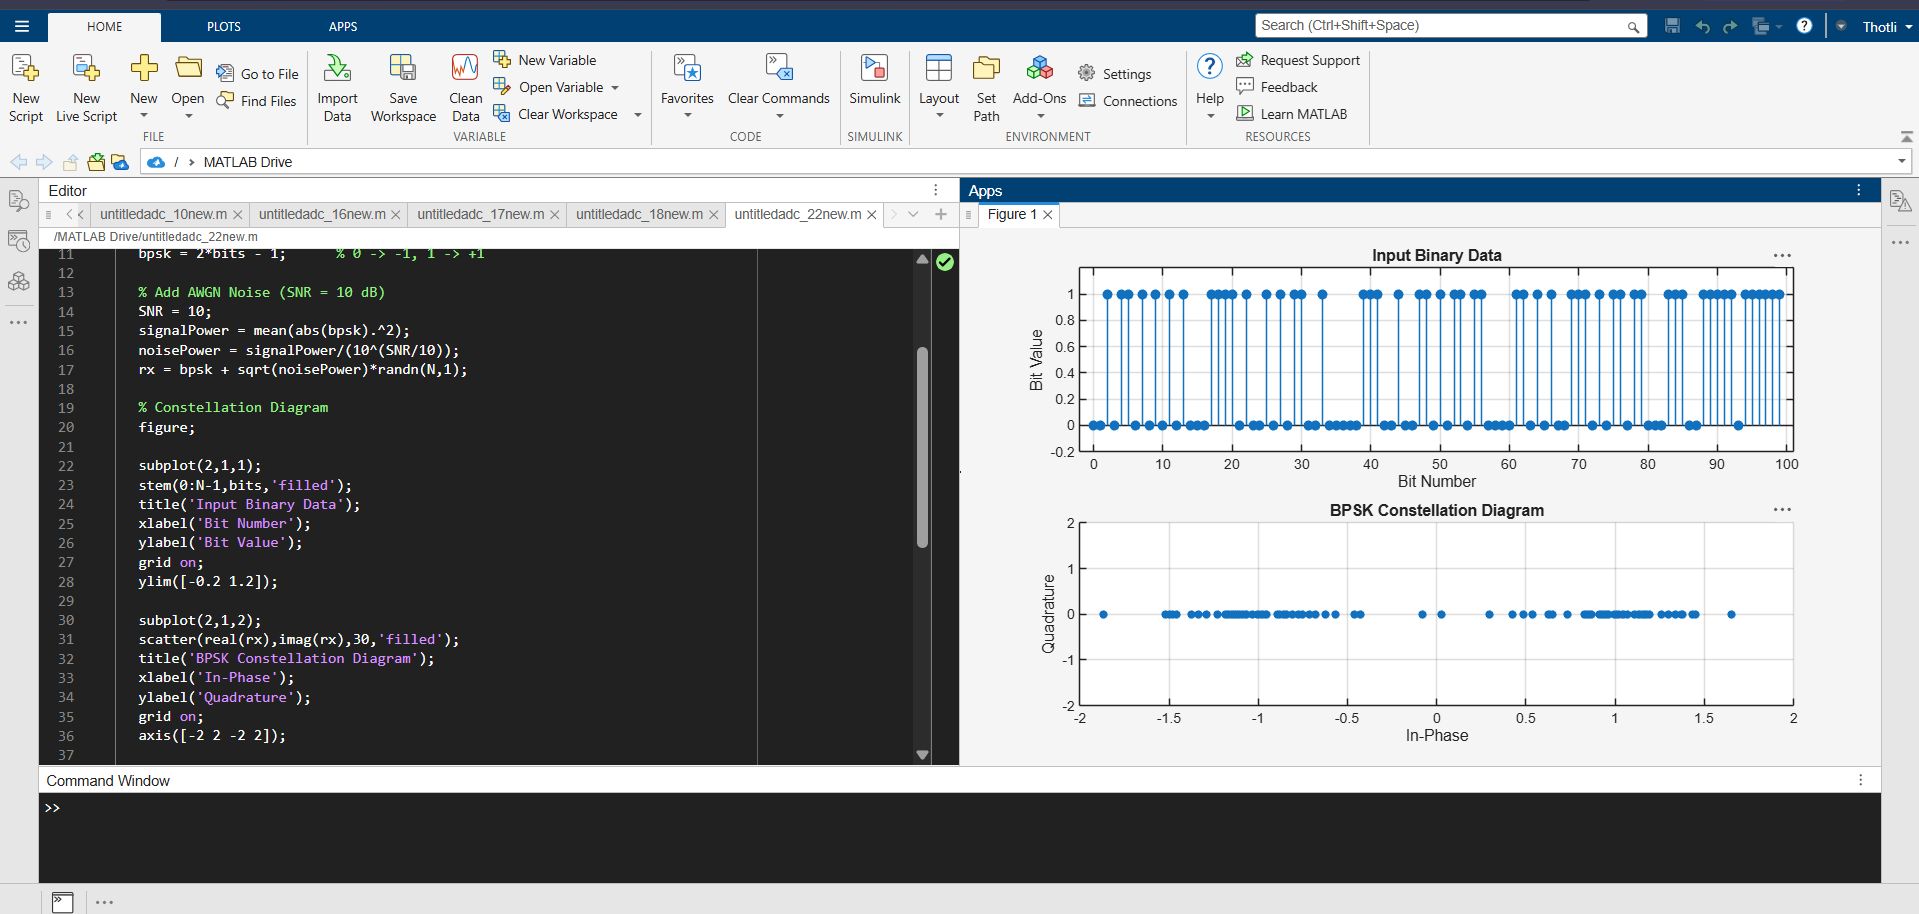 HOME
PLOTS
APPS
Search (Ctrl+Shift+Space)
Thotli
New Script
New Live Script
New
Open
Go to File
Find Files
FILE
Import Data
Save Workspace
Clean Data
New Variable
Open Variable
Clear Workspace
VARIABLE
Favorites
Clear Commands
CODE
Simulink
SIMULINK
Layout
Set Path
Add-Ons
Settings
Connections
ENVIRONMENT
Help
Request Support
Feedback
Learn MATLAB
RESOURCES
/ › MATLAB Drive
Editor
untitledadc_10new.m
untitledadc_16new.m
untitledadc_17new.m
untitledadc_18new.m
untitledadc_22new.m
/MATLAB Drive/untitledadc_22new.m
11 bpsk = 2*bits - 1; % 0 -> -1, 1 -> +1
12
13 % Add AWGN Noise (SNR = 10 dB)
14 SNR = 10;
15 signalPower = mean(abs(bpsk).^2);
16 noisePower = signalPower/(10^(SNR/10));
17 rx = bpsk + sqrt(noisePower)*randn(N,1);
18
19 % Constellation Diagram
20 figure;
21
22 subplot(2,1,1);
23 stem(0:N-1,bits,'filled');
24 title('Input Binary Data');
25 xlabel('Bit Number');
26 ylabel('Bit Value');
27 grid on;
28 ylim([-0.2 1.2]);
29
30 subplot(2,1,2);
31 scatter(real(rx),imag(rx),30,'filled');
32 title('BPSK Constellation Diagram');
33 xlabel('In-Phase');
34 ylabel('Quadrature');
35 grid on;
36 axis([-2 2 -2 2]);
37
Apps
Figure 1
Input Binary Data
Bit Value
1
0.8
0.6
0.4
0.2
0
-0.2
0 10 20 30 40 50 60 70 80 90 100
Bit Number
BPSK Constellation Diagram
Quadrature
2
1
0
-1
-2
-2 -1.5 -1 -0.5 0 0.5 1 1.5 2
In-Phase
Command Window
>>